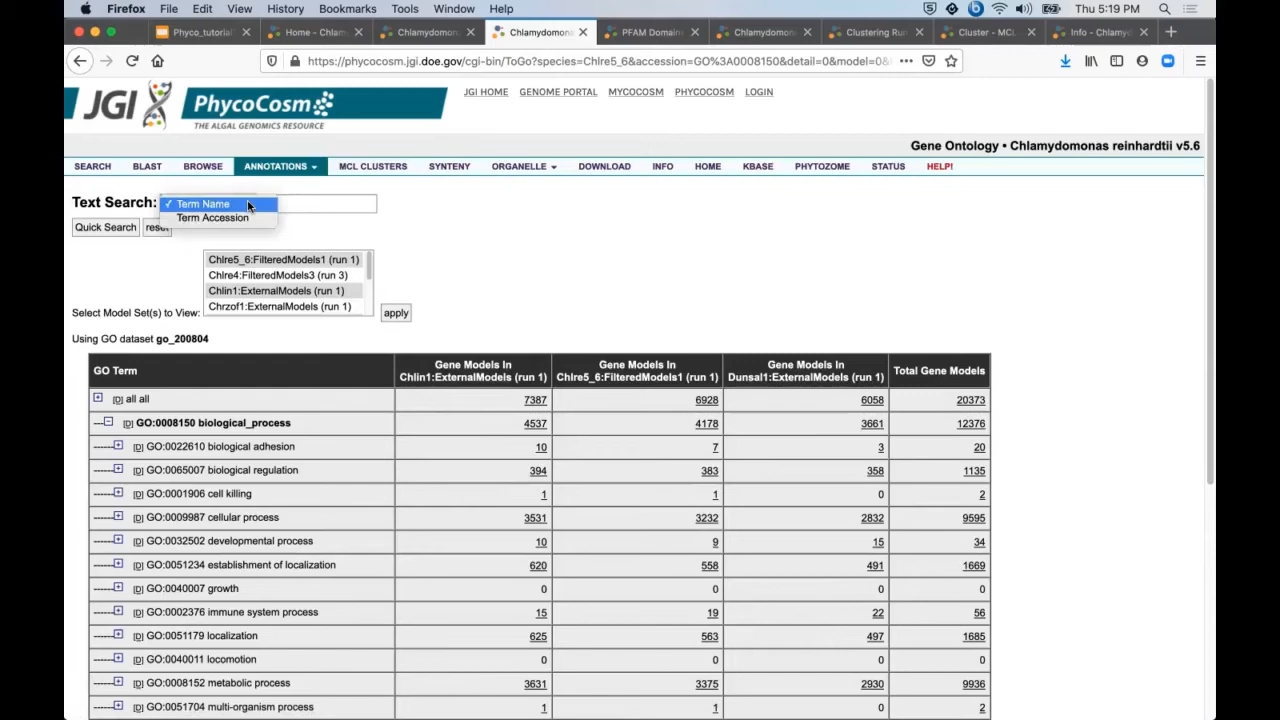 Firefox File Edit View History Bookmarks Tools Window Help Thu 5:19 PM
Phyco_tutorial Home - Chlam Chlamydomon Chlamydomon PFAM Domain Chlamydomon Clustering Run Cluster - MCL Info - Chlamyd
https://phycocosm.jgi.doe.gov/cgi-bin/ToGo?species=Chlre5_6&accession=GO%3A0008150&detail=0&model=0&
JGI PhycoCosm JGI HOME GENOME PORTAL MYCOCOSM PHYCOCOSM LOGIN
THE ALGAL GENOMICS RESOURCE
Gene Ontology • Chlamydomonas reinhardtii v5.6
SEARCH BLAST BROWSE ANNOTATIONS MCL CLUSTERS SYNTENY ORGANELLE DOWNLOAD INFO HOME KBASE PHYTOZOME STATUS HELP!
Text Search: ✓ Term Name
Term Accession
Quick Search reset
Chlre5_6:FilteredModels1 (run 1)
Chlre4:FilteredModels3 (run 3)
Chlin1:ExternalModels (run 1)
Chrzof1:ExternalModels (run 1)
Select Model Set(s) to View: apply
Using GO dataset go_200804
GO Term Gene Models In Chlin1:ExternalModels (run 1) Gene Models In Chlre5_6:FilteredModels1 (run 1) Gene Models In Dunsal1:ExternalModels (run 1) Total Gene Models
[D] all all 7387 6928 6058 20373
[D] GO:0008150 biological_process 4537 4178 3661 12376
[D] GO:0022610 biological adhesion 10 7 3 20
[D] GO:0065007 biological regulation 394 383 358 1135
[D] GO:0001906 cell killing 1 1 0 2
[D] GO:0009987 cellular process 3531 3232 2832 9595
[D] GO:0032502 developmental process 10 9 15 34
[D] GO:0051234 establishment of localization 620 558 491 1669
[D] GO:0040007 growth 0 0 0 0
[D] GO:0002376 immune system process 15 19 22 56
[D] GO:0051179 localization 625 563 497 1685
[D] GO:0040011 locomotion 0 0 0 0
[D] GO:0008152 metabolic process 3631 3375 2930 9936
[D] GO:0051704 multi-organism process 1 1 0 2